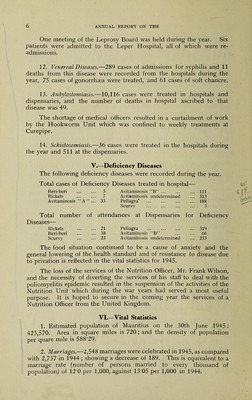 6 ANNUAL REPORT ON THE
One meeting of the Leprosy Board was held during the year. Six
patients were admitted to the Leper Hospital, all of which were re-
admissions.
12. Venereal Diseases.—289 cases of admissions for syphilis and 11
deaths from this disease were recorded from the hospitals during the
year, 75 cases of gonorrhœa were treated, and 61 cases of soft chancre.
13. Ankylostomiasis.—10,116 cases were treated in hospitals and
dispensaries, and the number of deaths in hospital ascribed to that
disease was 49.
The shortage of medical officers resulted in a curtailment of work
by the Hookworm Unit which was confined to weekly treatments at
Curepipe.
14. Schistosomiasis.—36 cases were treated in the hospitals during
the year and 511 at the dispensaries.
V.—Deficiency Diseases
The following deficiency diseases were recorded during the year.
Total cases of Deficiency Diseases treated in hospital—
Beri-beri ... ... 3 Avitaminosis "B" ... ... 111
Rickets ... ... 7 Avitaminosis undetermined ... 313
Avitaminosis "A" ... 13 Pellagra ... ... 188
Scurvy ... ... 3
Total number of attendances at Dispensaries for Deficiency
Diseases—
Rickets ... ... 21 Pellagra ... ... 319
Beri-beri ... ... 38 Avitaminosis "B" ... 66
Scurvy ... ... 23 Avitaminosis undetermined ... 233
The food situation continued to be a cause of anxiety and the
general lowering of the health standard and of resistance to disease due
to privation is reflected in the vital statistics for 1945.
The loss of the services of the Nutrition Officer, Mr. Frank Wilson,
and the necessity of diverting the services of his staff to deal with the
poliomyelitis epidemic resulted in the suspension of the activities of the
Nutrition Unit which during the war years had served a most useful
purpose. It is hoped to secure in the coming year the services of a
Nutrition Officer from the United Kingdom.
VI.—Vital Statistics
1. Estimated population of Mauritius on the 30th June 1945:
423,570. Area in square miles is 720; and the density of population
per quare mile is 588·29.
2. Marriages.—2,548 marriages were celebrated in 1945, as compared
with 2,737 in 1944; showing a decrease of 189. This is equivalent to a
marriage rate (number of persons married to every thousand of
population) of 12·0 per 1,000, against 13·05 per 1,000 in 1944.